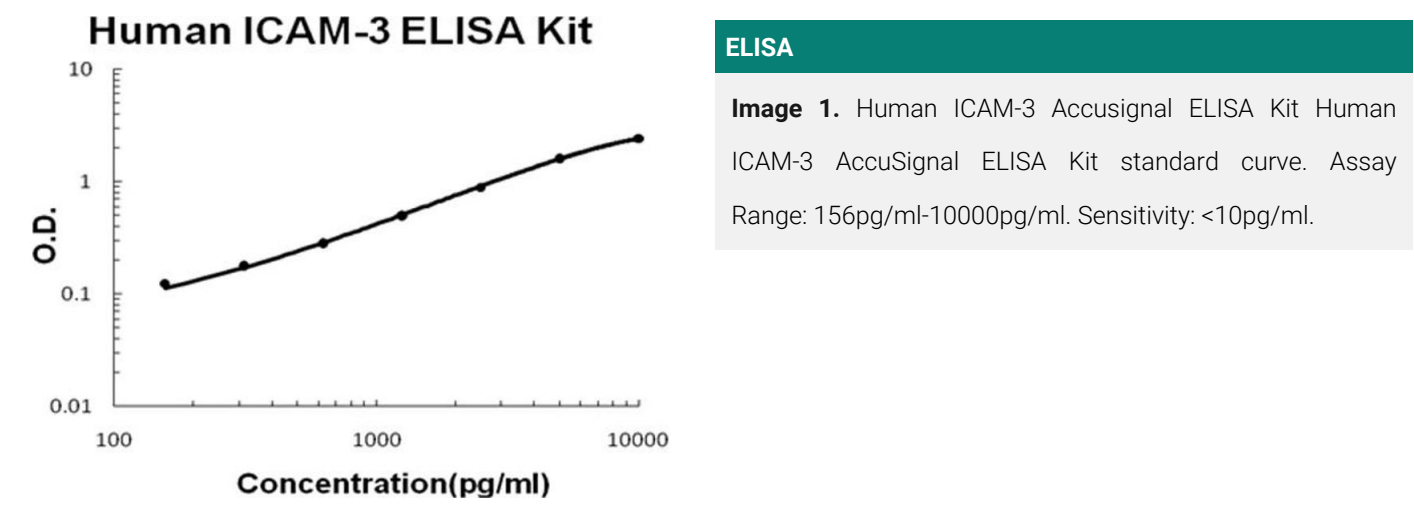 Human ICAM-3 ELISA Kit
10
1
0.1
0.01
O.D.
100 1000 10000
Concentration(pg/ml)
ELISA
Image 1. Human ICAM-3 Accusignal ELISA Kit Human
ICAM-3 AccuSignal ELISA Kit standard curve. Assay
Range: 156pg/ml-10000pg/ml. Sensitivity: <10pg/ml.